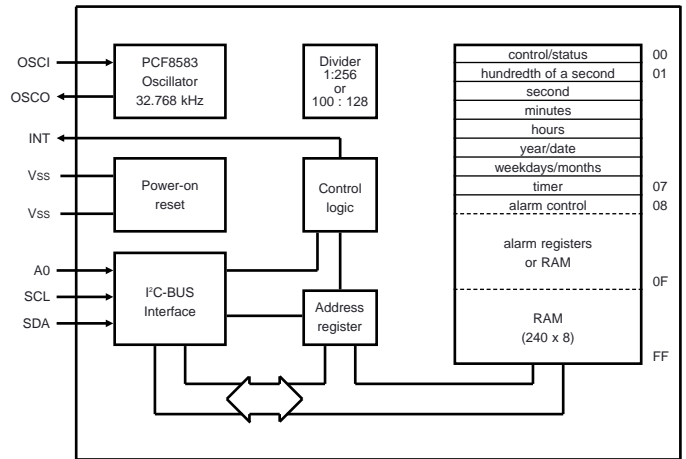 OSCI
OSCO
INT
Vss
Vss
A0
SCL
SDA
PCF8583
Oscillator
32.768 kHz
Divider
1:256
or
100 : 128
Power-on
reset
Control
logic
I²C-BUS
Interface
Address
register
control/status 00
hundredth of a second 01
second
minutes
hours
year/date
weekdays/months
timer 07
alarm control 08
alarm registers
or RAM
0F
RAM
(240 x 8)
FF